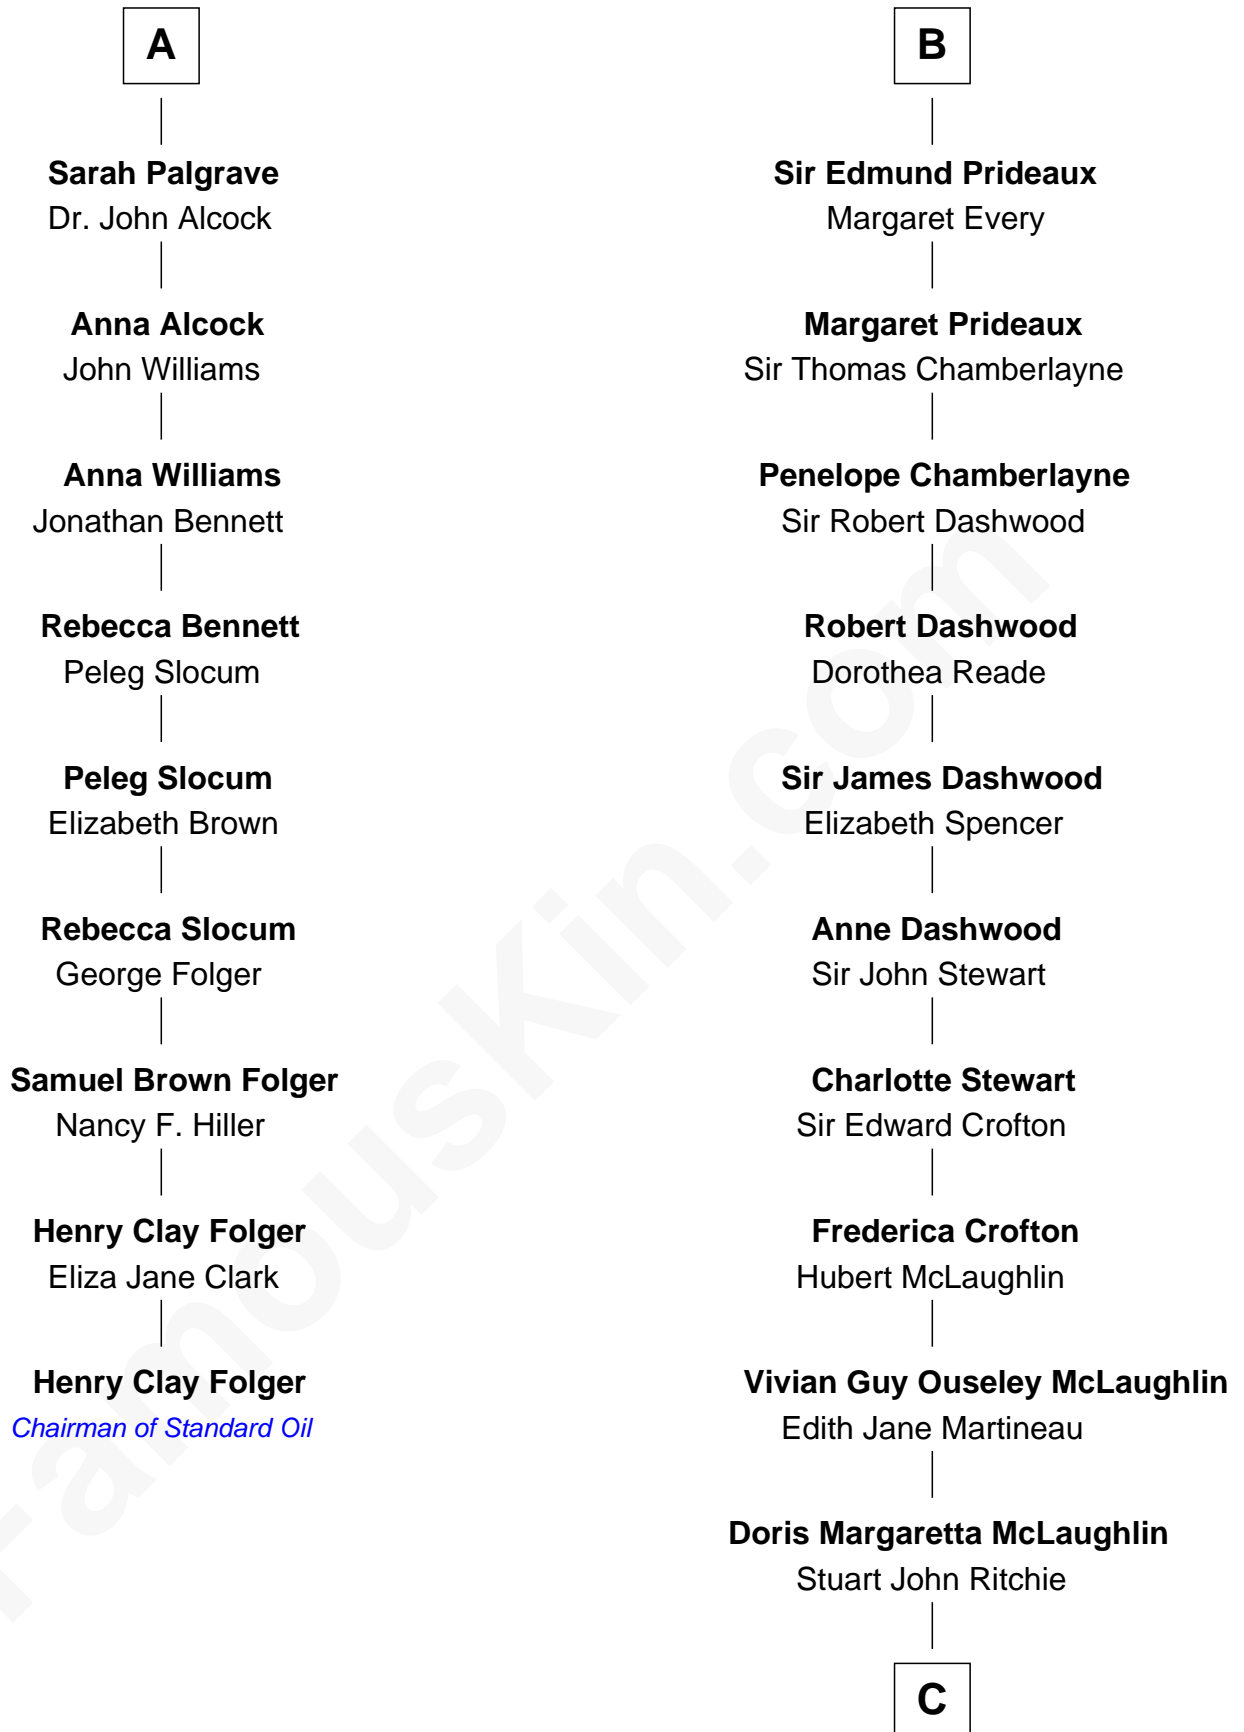 A
Sarah Palgrave
Dr. John Alcock
Anna Alcock
John Williams
Anna Williams
Jonathan Bennett
Rebecca Bennett
Peleg Slocum
Peleg Slocum
Elizabeth Brown
Rebecca Slocum
George Folger
Samuel Brown Folger
Nancy F. Hiller
Henry Clay Folger
Eliza Jane Clark
Henry Clay Folger
Chairman of Standard Oil
B
Sir Edmund Prideaux
Margaret Every
Margaret Prideaux
Sir Thomas Chamberlayne
Penelope Chamberlayne
Sir Robert Dashwood
Robert Dashwood
Dorothea Reade
Sir James Dashwood
Elizabeth Spencer
Anne Dashwood
Sir John Stewart
Charlotte Stewart
Sir Edward Crofton
Frederica Crofton
Hubert McLaughlin
Vivian Guy Ouseley McLaughlin
Edith Jane Martineau
Doris Margaretta McLaughlin
Stuart John Ritchie
C
FamousKin.com